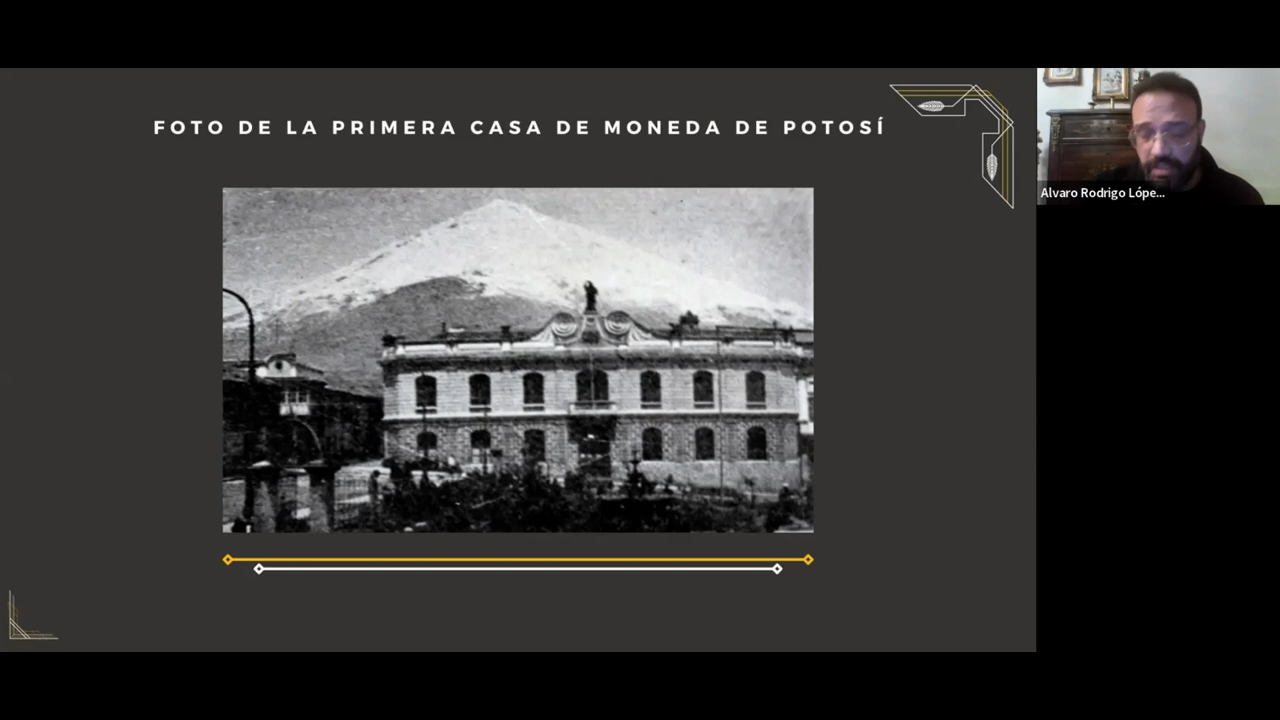 FOTO DE LA PRIMERA CASA DE MONEDA DE POTOSÍ
Alvaro Rodrigo Lópe...